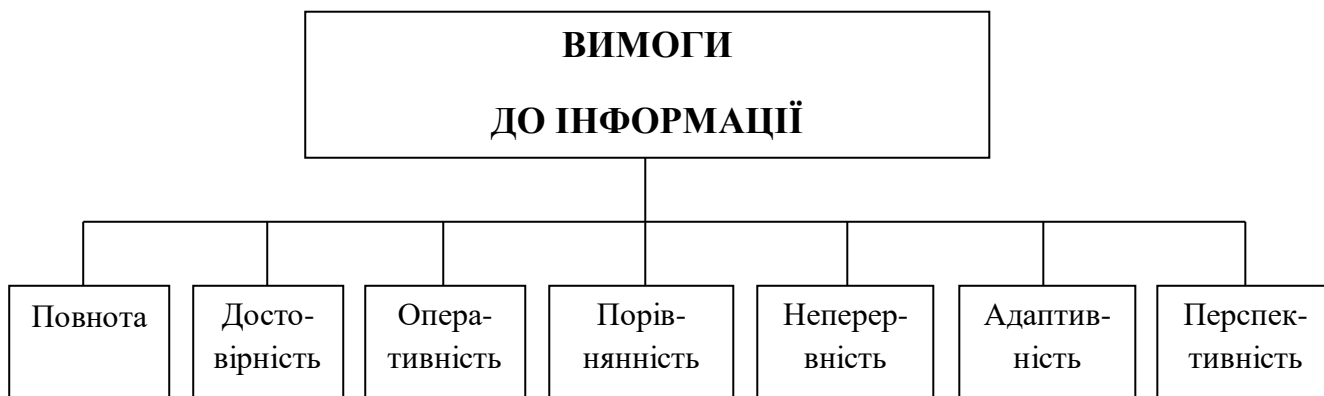 ВИМОГИ
ДО ІНФОРМАЦІЇ
Повнота
Досто-
вірність
Опера-
тивність
Порів-
нянність
Неперер-
вність
Адаптив-
ність
Перспек-
тивність